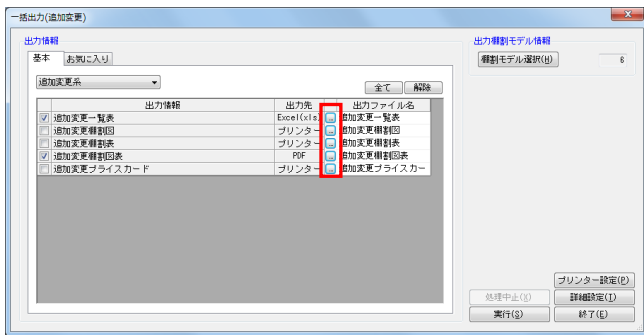 一括出力(追加変更)
出力情報
基本 お気に入り
追加変更系
全て 解除
出力情報 出力先 出力ファイル名
追加変更一覧表 Excel(xls) ... 追加変更一覧表
追加変更棚割図 プリンター ... 追加変更棚割図
追加変更棚割表 プリンター ... 追加変更棚割表
追加変更棚割図表 PDF ... 追加変更棚割図表
追加変更プライスカード プリンター ... 追加変更プライスカー
出力棚割モデル情報
棚割モデル選択(H) 6
プリンター設定(P)
処理中止(X) 詳細設定(I)
実行(S) 終了(E)